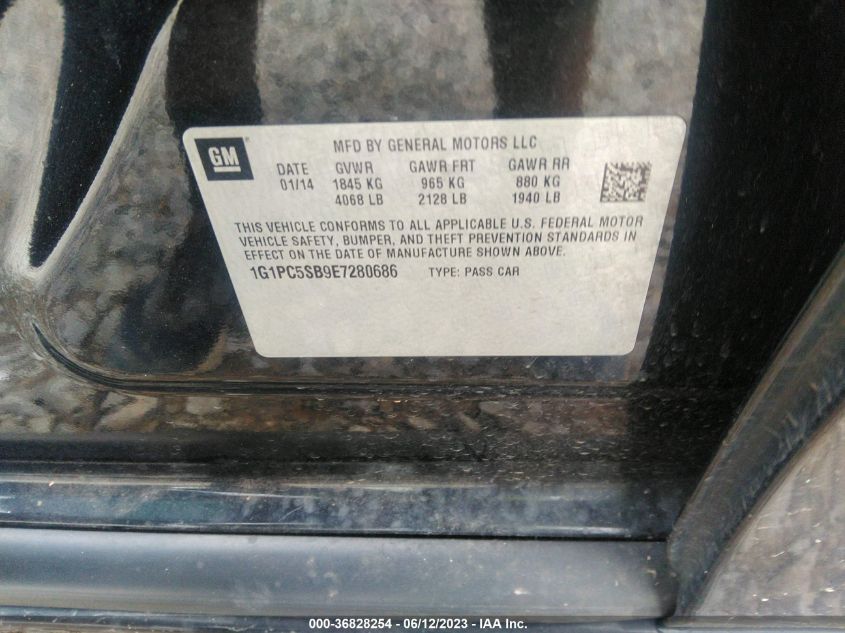 GM
MFD BY GENERAL MOTORS LLC
DATE GVWR GAWR FRT GAWR RR
01/14 1845 KG 965 KG 880 KG
4068 LB 2128 LB 1940 LB
THIS VEHICLE CONFORMS TO ALL APPLICABLE U.S. FEDERAL MOTOR
VEHICLE SAFETY, BUMPER, AND THEFT PREVENTION STANDARDS IN
EFFECT ON THE DATE OF MANUFACTURE SHOWN ABOVE.
1G1PC5SB9E7280686 TYPE: PASS CAR
000-36828254 - 06/12/2023 - IAA Inc.